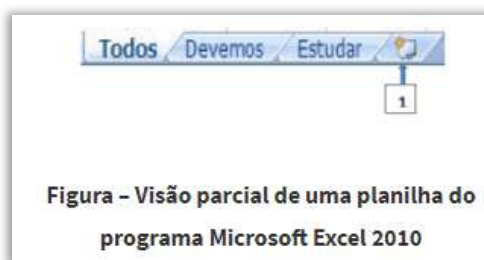 Todos Devemos Estudar
1
Figura – Visão parcial de uma planilha do
programa Microsoft Excel 2010